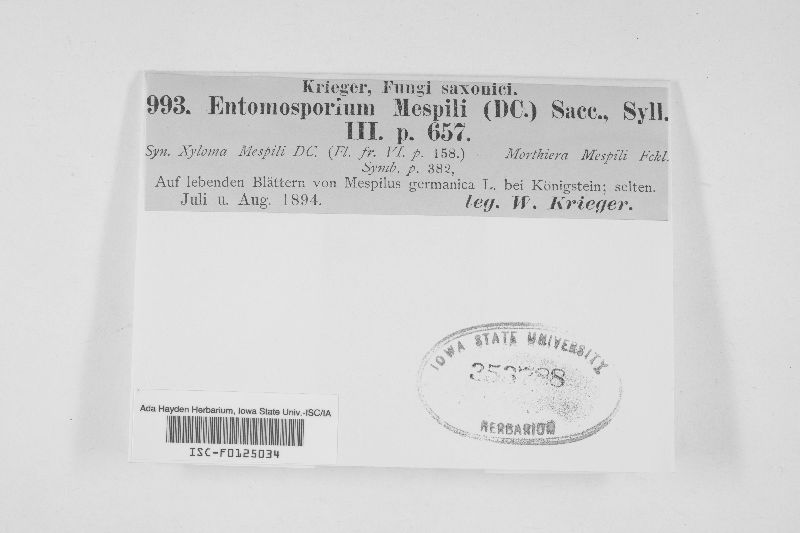 Krieger, Fungi saxonici.
993. Entomosporium Mespili (DC.) Sacc., Syll.
III. p. 657.
Syn. Xyloma Mespili DC. (Fl. fr. VI. p. 158.) Morthiera Mespili Fckl.
Symb. p. 382,
Auf lebenden Blättern von Mespilus germanica L. bei Königstein; selten.
Juli u. Aug. 1894. leg. W. Krieger.
IOWA STATE UNIVERSITY
HERBARIUM
Ada Hayden Herbarium, Iowa State Univ.-ISC/IA
ISC-F0125034